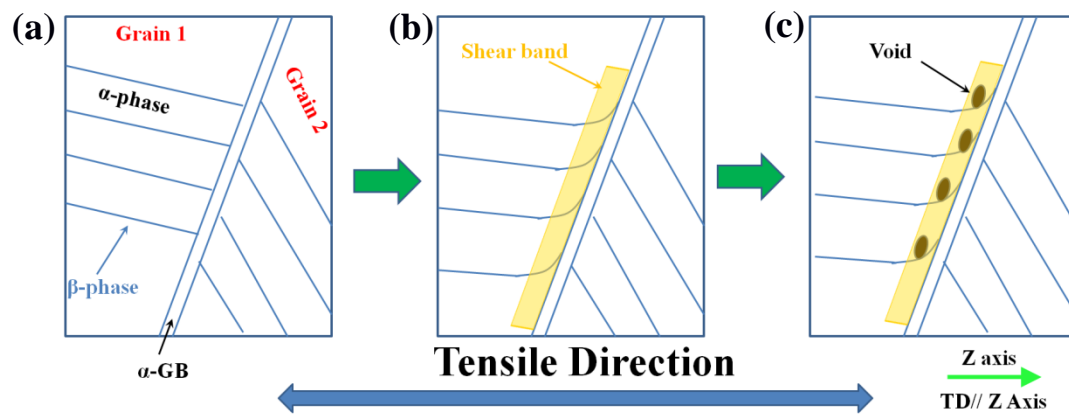 (a)
Grain 1
α-phase
Grain 2
β-phase
α-GB
(b)
Shear band
(c)
Void
Tensile Direction
Z axis
TD// Z Axis